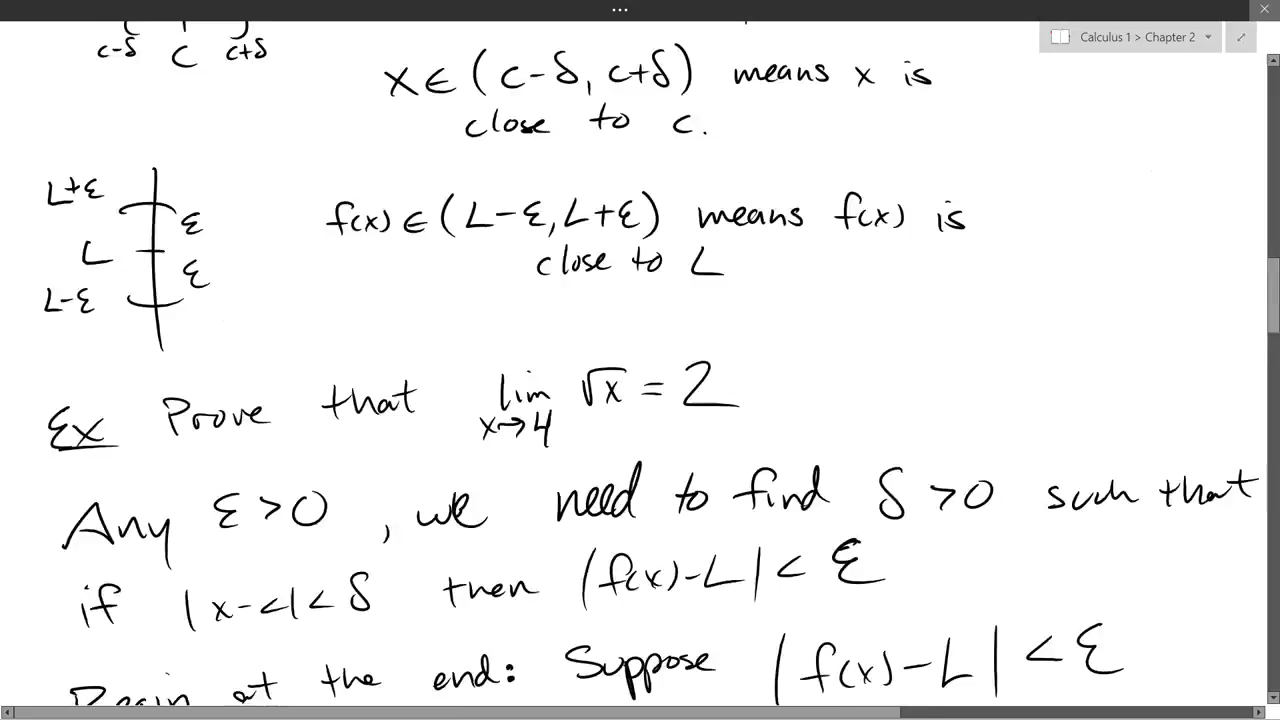 ...
Calculus 1 > Chapter 2
c-δ c c+δ
x∈(c-δ, c+δ) means x is
close to c.
L+ε
ε
L
ε
L-ε
f(x)∈(L-ε, L+ε) means f(x) is
close to L
Ex Prove that lim x→4 √x = 2
Any ε>0, we need to find δ>0 such that
if |x-c|<δ then |f(x)-L|<ε
Begin at the end: Suppose |f(x)-L|<ε